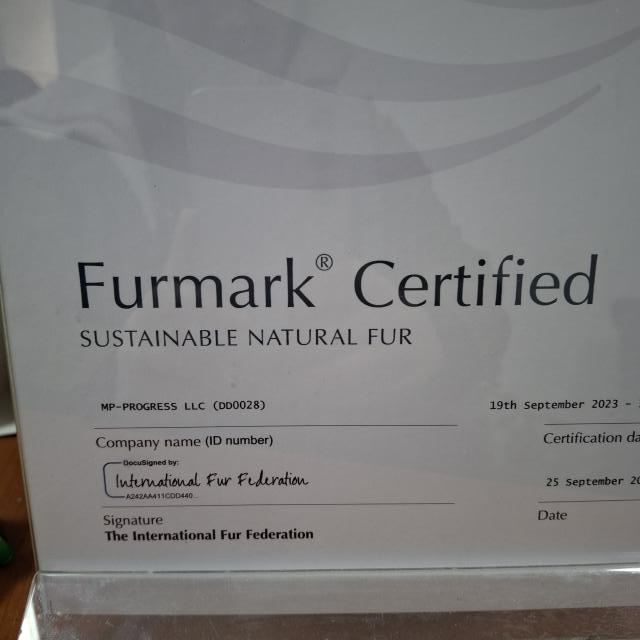 Furmark® Certified
SUSTAINABLE NATURAL FUR
MP-PROGRESS LLC (DD0028)
19th September 2023 -
Company name (ID number)
Certification da
DocuSigned by:
International Fur Federation
A242AA411CDD440...
25 September 20
Signature
Date
The International Fur Federation